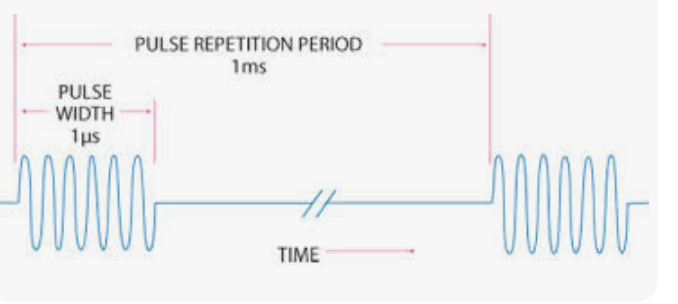 PULSE REPETITION PERIOD
1ms
PULSE
WIDTH
1µs
TIME